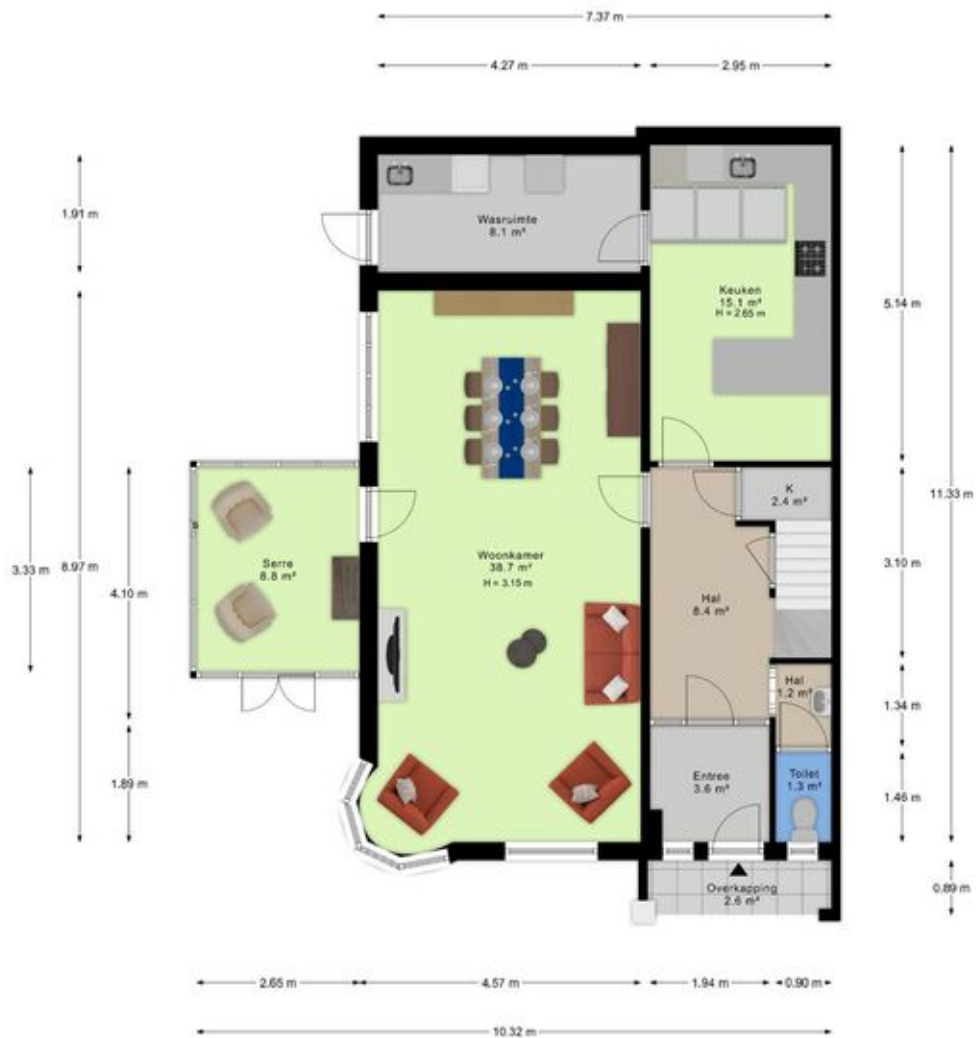 7.37 m
4.27 m
2.95 m
1.91 m
Wasruimte
8.1 m²
Keuken
15.1 m²
H = 2.65 m
5.14 m
11.33 m
K
2.4 m²
s
Serre
8.8 m²
Woonkamer
38.7 m²
H = 3.15 m
3.33 m
8.97 m
4.10 m
3.10 m
Hal
8.4 m²
Hal
1.2 m²
1.34 m
1.89 m
Entree
3.6 m²
Toilet
1.3 m²
1.46 m
Overkapping
2.6 m²
0.89 m
2.65 m
4.57 m
1.94 m
0.90 m
10.32 m